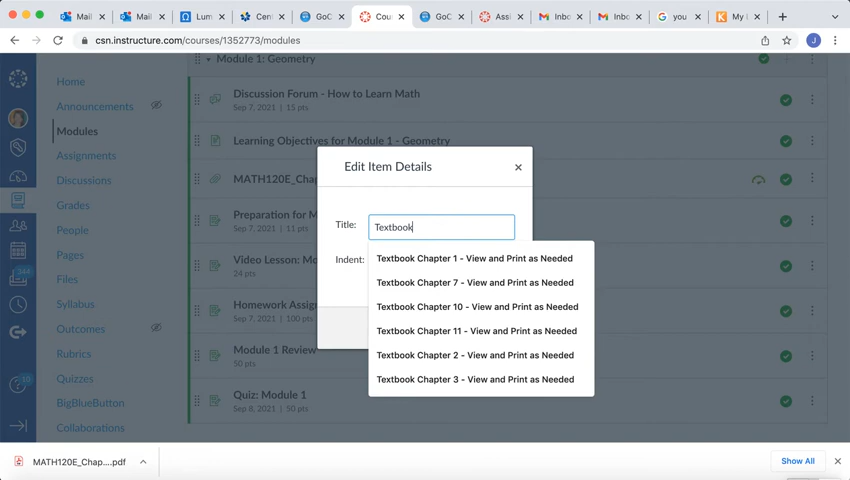 Mail
Mail
Lum
Cent
GoC
Cou
GoC
Assi
Inbo
Inbo
you
My l
csn.instructure.com/courses/1352773/modules
J
Module 1: Geometry
Home
Announcements
Modules
Assignments
Discussions
Grades
People
Pages
Files
Syllabus
Outcomes
Rubrics
Quizzes
BigBlueButton
Collaborations
344
10
Discussion Forum - How to Learn Math
Sep 7, 2021 | 15 pts
Learning Objectives for Module 1 - Geometry
MATH120E_Chap
Preparation for M
Sep 7, 2021 | 11 pts
Video Lesson: Mo
24 pts
Homework Assign
Sep 7, 2021 | 100 pts
Module 1 Review
50 pts
Quiz: Module 1
Sep 8, 2021 | 50 pts
Edit Item Details
Title:
Textbook
Indent:
Textbook Chapter 1 - View and Print as Needed
Textbook Chapter 7 - View and Print as Needed
Textbook Chapter 10 - View and Print as Needed
Textbook Chapter 11 - View and Print as Needed
Textbook Chapter 2 - View and Print as Needed
Textbook Chapter 3 - View and Print as Needed
MATH120E_Chap....pdf
Show All